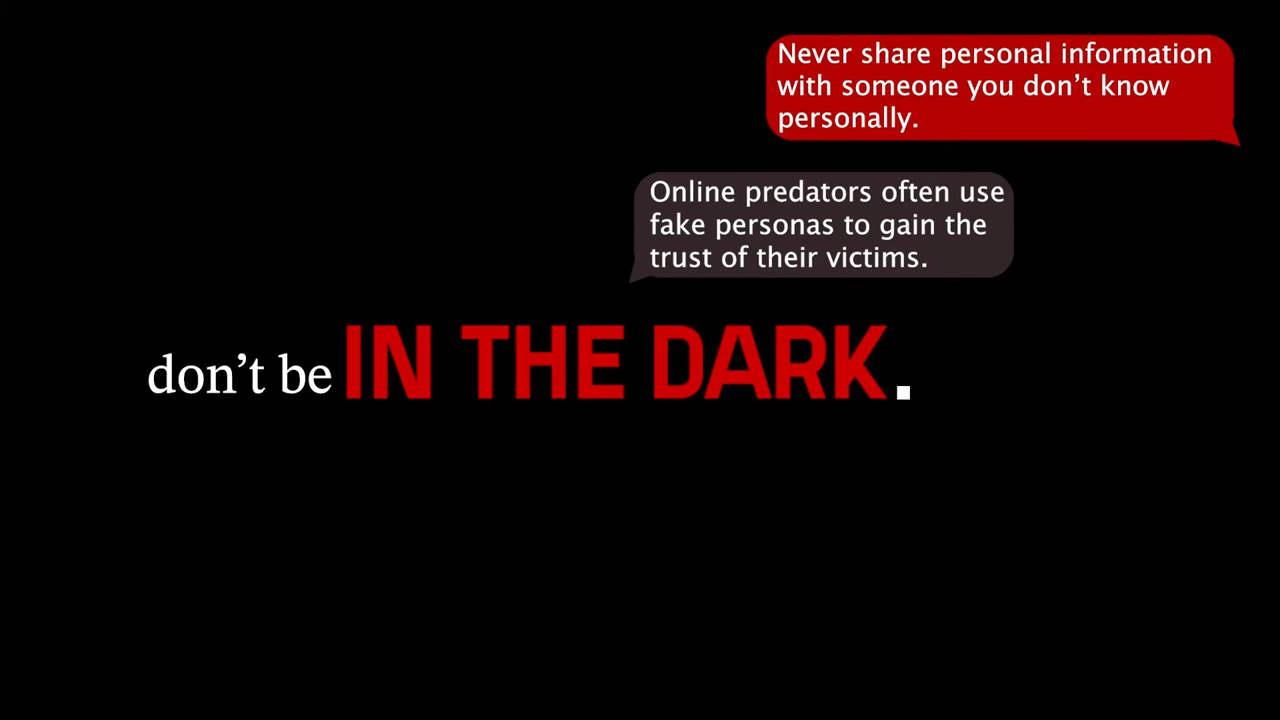 Never share personal information
with someone you don’t know
personally.
Online predators often use
fake personas to gain the
trust of their victims.
don’t be IN THE DARK.